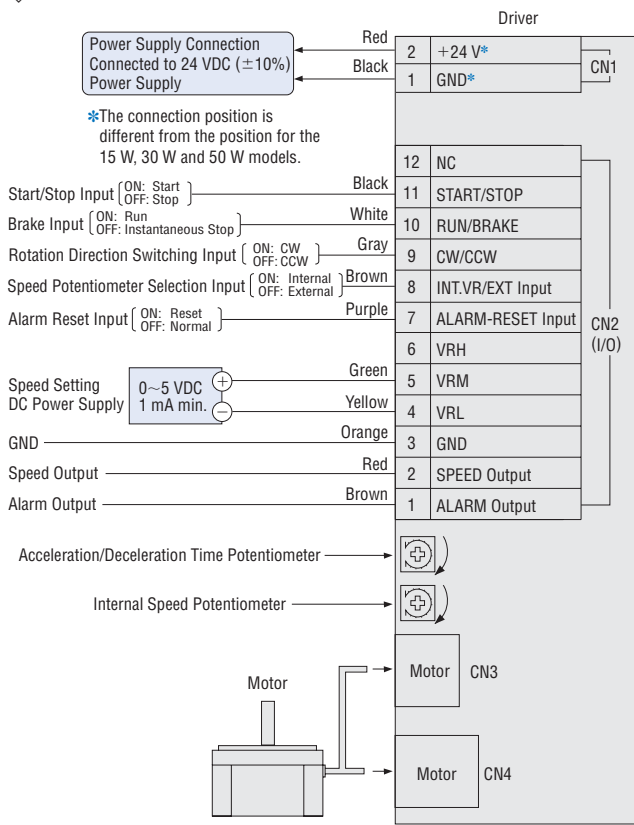 Driver
Power Supply Connection
Connected to 24 VDC (±10%)
Power Supply
Red
Black
2 +24 V*
1 GND*
CN1
*The connection position is
different from the position for the
15 W, 30 W and 50 W models.
12 NC
Start/Stop Input [ON: Start OFF: Stop] Black 11 START/STOP
Brake Input [ON: Run OFF: Instantaneous Stop] White 10 RUN/BRAKE
Rotation Direction Switching Input [ON: CW OFF: CCW] Gray 9 CW/CCW
Speed Potentiometer Selection Input [ON: Internal OFF: External] Brown 8 INT.VR/EXT Input
Alarm Reset Input [ON: Reset OFF: Normal] Purple 7 ALARM-RESET Input
CN2
(I/O)
6 VRH
Speed Setting
DC Power Supply
0~5 VDC
1 mA min.
+
−
Green 5 VRM
Yellow 4 VRL
GND Orange 3 GND
Speed Output Red 2 SPEED Output
Alarm Output Brown 1 ALARM Output
Acceleration/Deceleration Time Potentiometer
Internal Speed Potentiometer
Motor
Motor CN3
Motor CN4